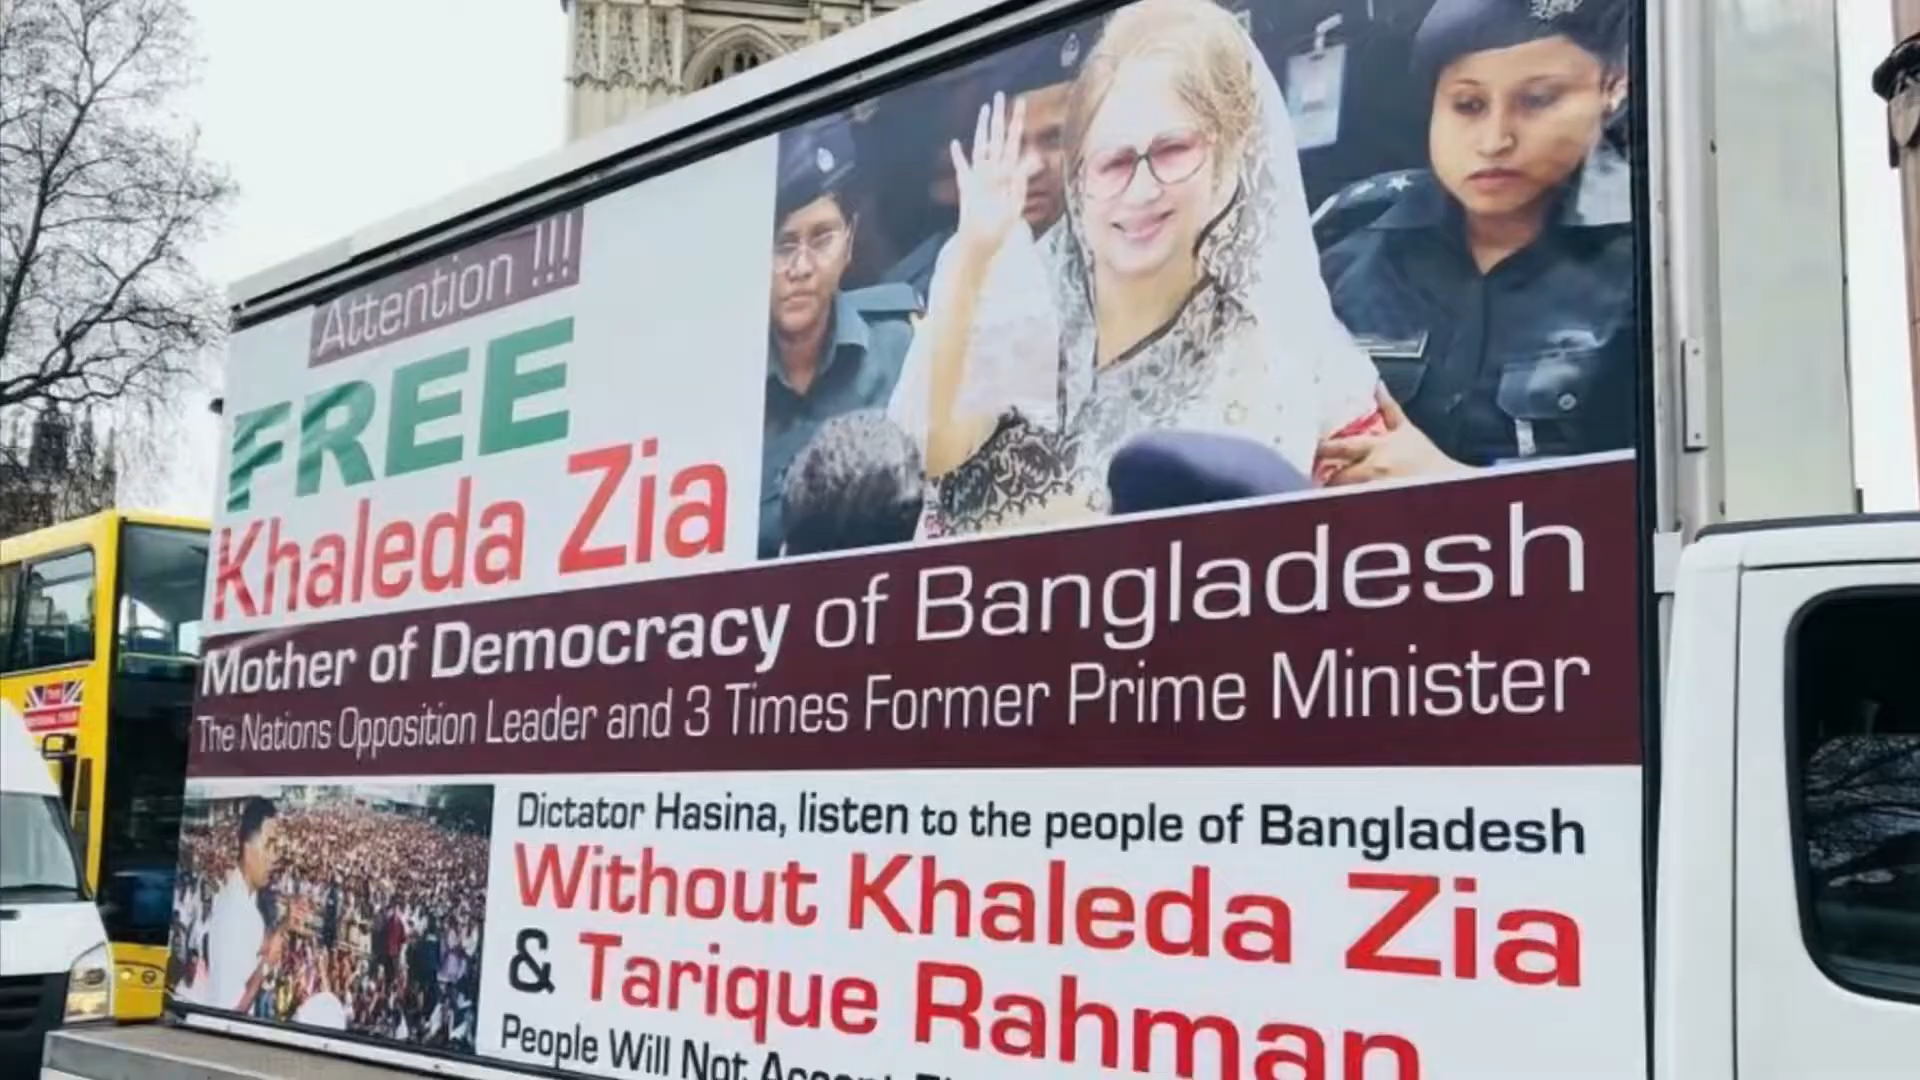 Attention !!!
FREE
Khaleda Zia
Mother of Democracy of Bangladesh
The Nations Opposition Leader and 3 Times Former Prime Minister
Dictator Hasina, listen to the people of Bangladesh
Without Khaleda Zia
& Tarique Rahman
People Will Not Accept